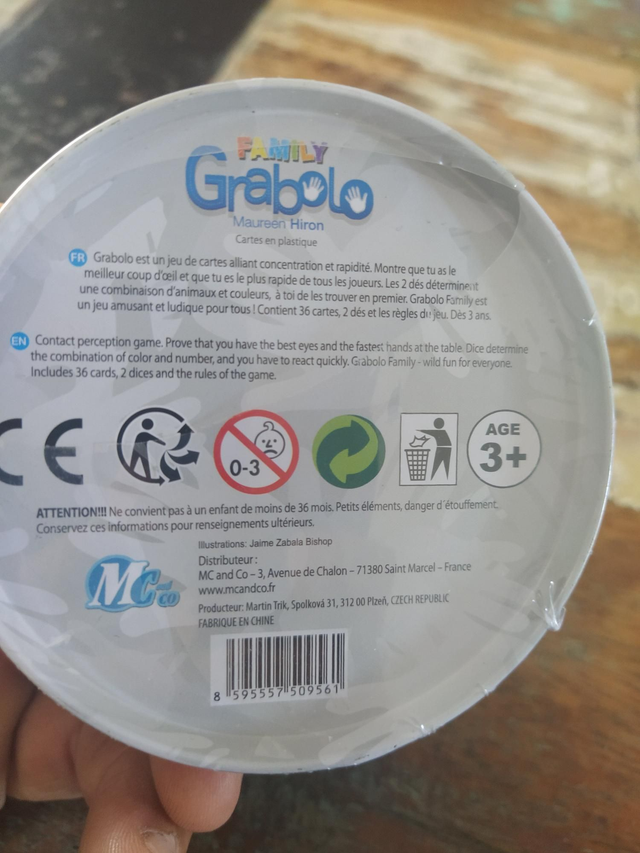 FAMILY
Grabolo
Maureen Hiron
Cartes en plastique
FR Grabolo est un jeu de cartes alliant concentration et rapidité. Montre que tu as le
meilleur coup d'œil et que tu es le plus rapide de tous les joueurs. Les 2 dés déterminent
une combinaison d'animaux et couleurs, à toi de les trouver en premier. Grabolo Family est
un jeu amusant et ludique pour tous ! Contient 36 cartes, 2 dés et les règles du jeu. Dès 3 ans.
EN Contact perception game. Prove that you have the best eyes and the fastest hands at the table. Dice determine
the combination of color and number, and you have to react quickly. Grabolo Family - wild fun for everyone.
Includes 36 cards, 2 dices and the rules of the game.
CE
0-3
AGE
3+
ATTENTION!!! Ne convient pas à un enfant de moins de 36 mois. Petits éléments, danger d'étouffement.
Conservez ces informations pour renseignements ultérieurs.
Illustrations: Jaime Zabala Bishop
MC and co
Distributeur :
MC and Co – 3, Avenue de Chalon – 71380 Saint Marcel – France
www.mcandco.fr
Producteur: Martin Trik, Spolková 31, 312 00 Plzeň, CZECH REPUBLIC
FABRIQUE EN CHINE
8 595557 509561